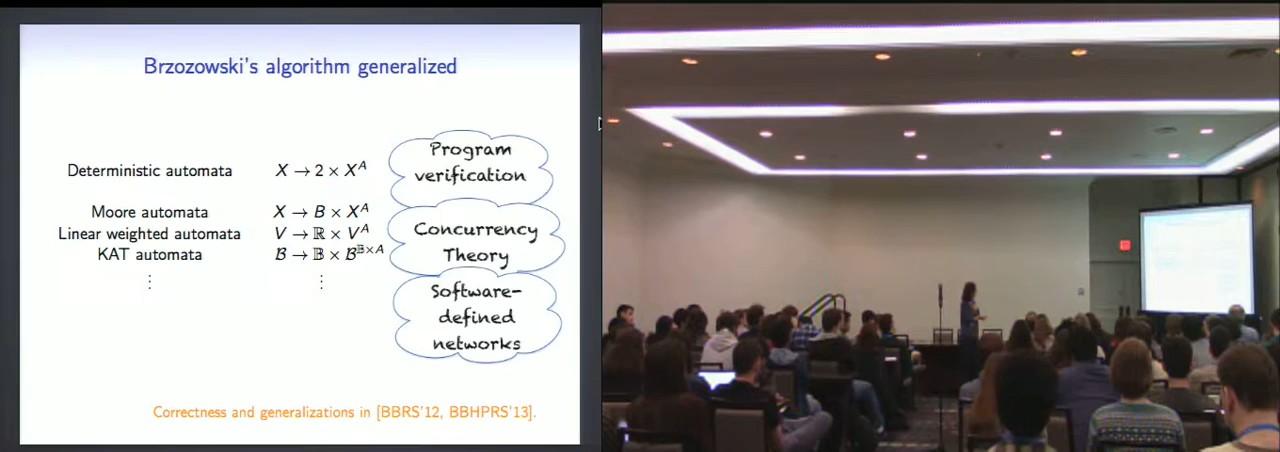 Brzozowski's algorithm generalized
Deterministic automata X → 2 × X^A
Moore automata X → B × X^A
Linear weighted automata V → ℝ × V^A
KAT automata ℬ → 𝔹 × ℬ^{𝔹×A}
⋮ ⋮
Program
verification
Concurrency
Theory
Software-
defined
networks
Correctness and generalizations in [BBRS'12, BBHPRS'13].